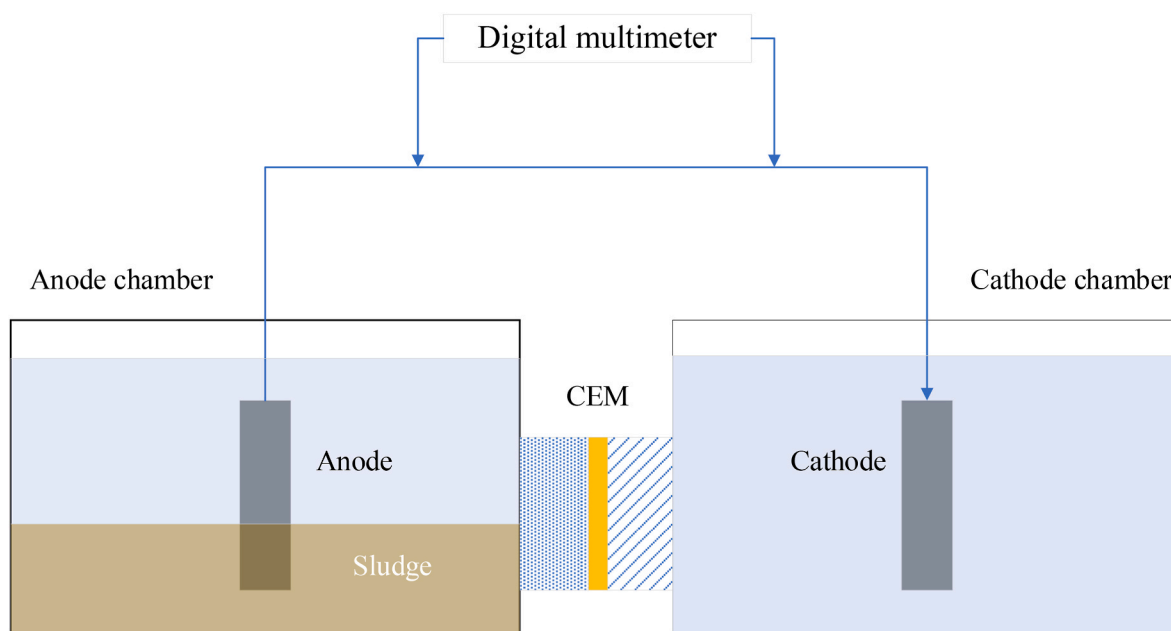 Digital multimeter
Anode chamber
Cathode chamber
CEM
Anode
Cathode
Sludge